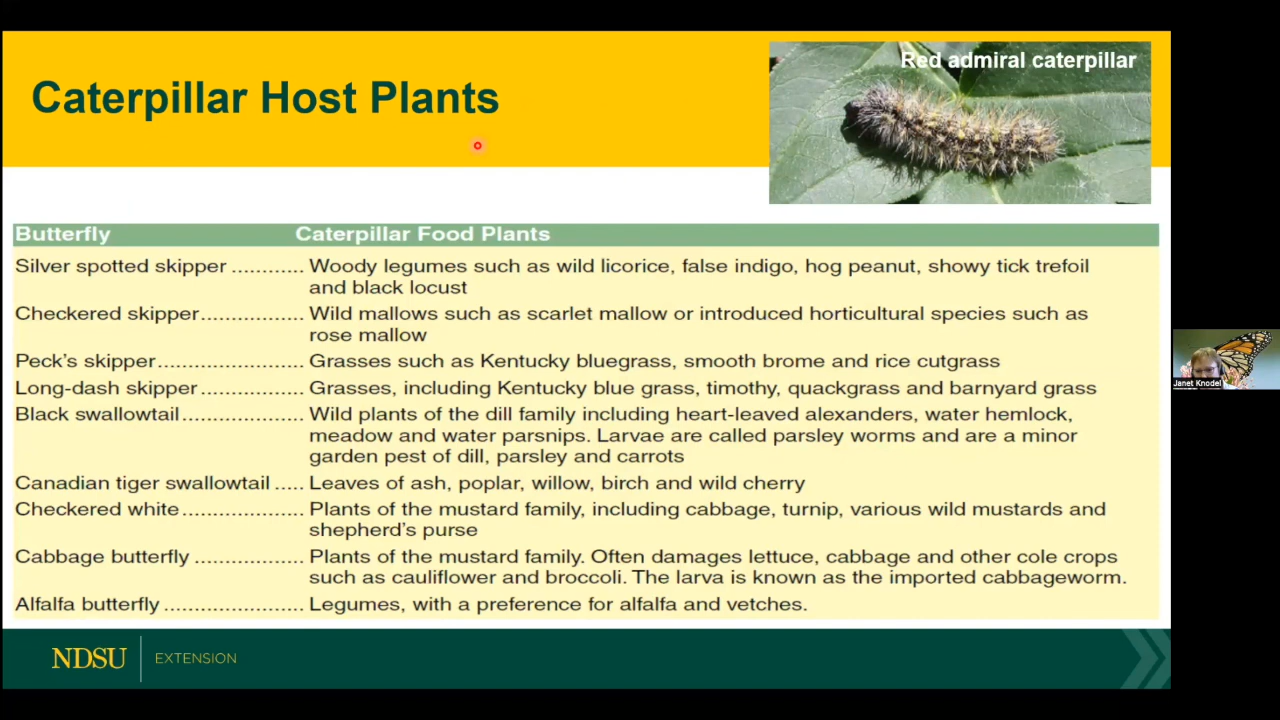 Red admiral caterpillar
Caterpillar Host Plants
Butterfly Caterpillar Food Plants
Silver spotted skipper ............ Woody legumes such as wild licorice, false indigo, hog peanut, showy tick trefoil
and black locust
Checkered skipper................. Wild mallows such as scarlet mallow or introduced horticultural species such as
rose mallow
Peck's skipper........................ Grasses such as Kentucky bluegrass, smooth brome and rice cutgrass
Long-dash skipper ................. Grasses, including Kentucky blue grass, timothy, quackgrass and barnyard grass
Black swallowtail.................... Wild plants of the dill family including heart-leaved alexanders, water hemlock,
meadow and water parsnips. Larvae are called parsley worms and are a minor
garden pest of dill, parsley and carrots
Canadian tiger swallowtail ..... Leaves of ash, poplar, willow, birch and wild cherry
Checkered white.................... Plants of the mustard family, including cabbage, turnip, various wild mustards and
shepherd's purse
Cabbage butterfly .................. Plants of the mustard family. Often damages lettuce, cabbage and other cole crops
such as cauliflower and broccoli. The larva is known as the imported cabbageworm.
Alfalfa butterfly ....................... Legumes, with a preference for alfalfa and vetches.
Janet Knodel
NDSU EXTENSION